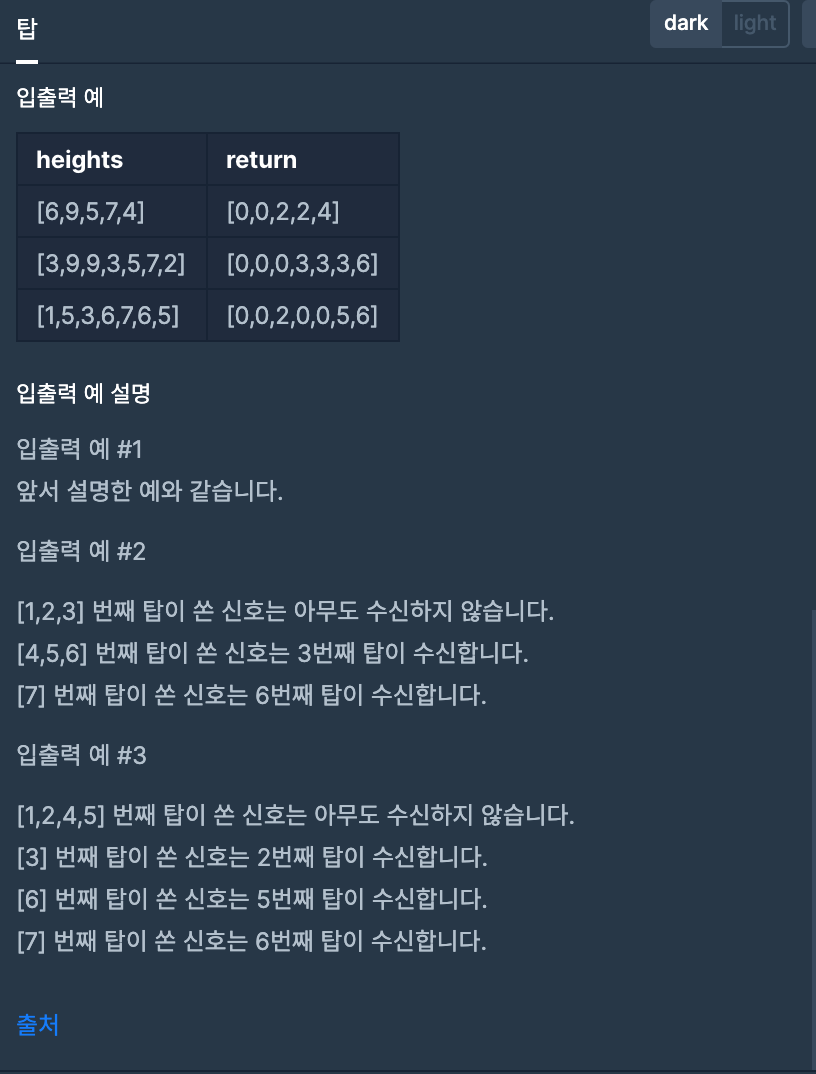 탑
dark light
입출력 예
heights return
[6,9,5,7,4] [0,0,2,2,4]
[3,9,9,3,5,7,2] [0,0,0,3,3,3,6]
[1,5,3,6,7,6,5] [0,0,2,0,0,5,6]
입출력 예 설명
입출력 예 #1
앞서 설명한 예와 같습니다.
입출력 예 #2
[1,2,3] 번째 탑이 쏜 신호는 아무도 수신하지 않습니다.
[4,5,6] 번째 탑이 쏜 신호는 3번째 탑이 수신합니다.
[7] 번째 탑이 쏜 신호는 6번째 탑이 수신합니다.
입출력 예 #3
[1,2,4,5] 번째 탑이 쏜 신호는 아무도 수신하지 않습니다.
[3] 번째 탑이 쏜 신호는 2번째 탑이 수신합니다.
[6] 번째 탑이 쏜 신호는 5번째 탑이 수신합니다.
[7] 번째 탑이 쏜 신호는 6번째 탑이 수신합니다.
출처